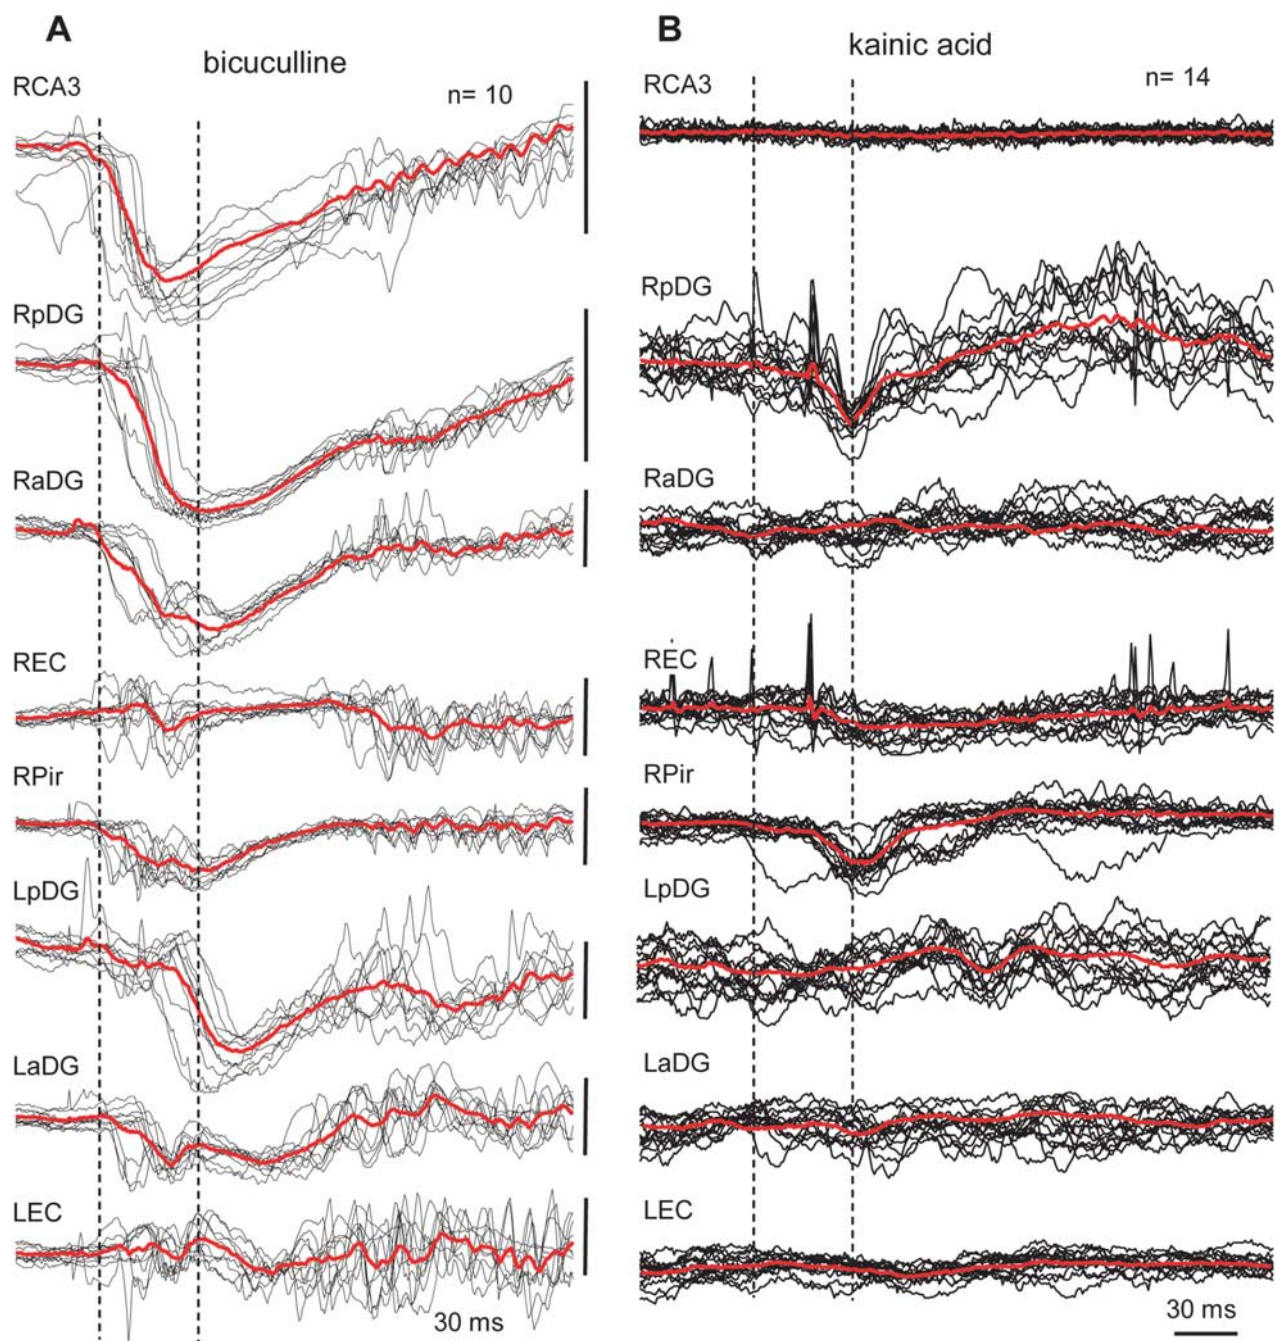 A
bicuculline
RCA3
n= 10
RpDG
RaDG
REC
RPir
LpDG
LaDG
LEC
30 ms
B
kainic acid
RCA3
n= 14
RpDG
RaDG
REC
RPir
LpDG
LaDG
LEC
30 ms